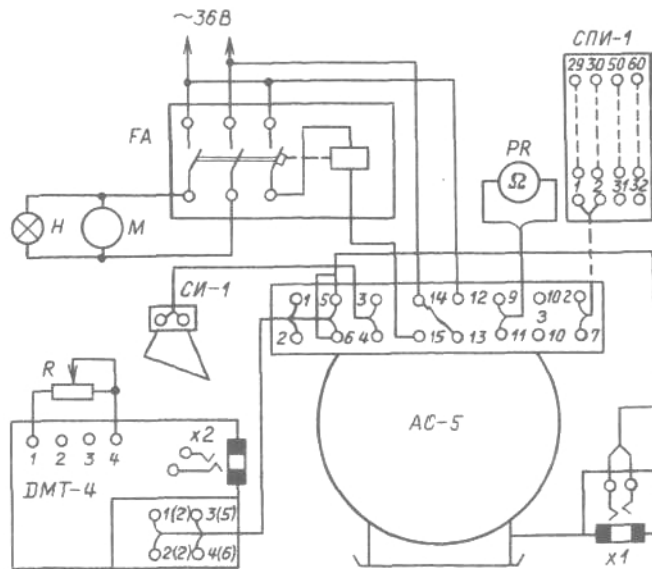 ~36В
СПИ-1
29 30 50 60
FA
PR
Ω
1 2 31 32
H M
СИ-1
1 5 3 14 12 9 10 2
3
2 6 4 15 13 11 10 7
R
АС-5
x2
1 2 3 4
ДМТ-4
1(2) 3(5)
2(2) 4(6)
x1